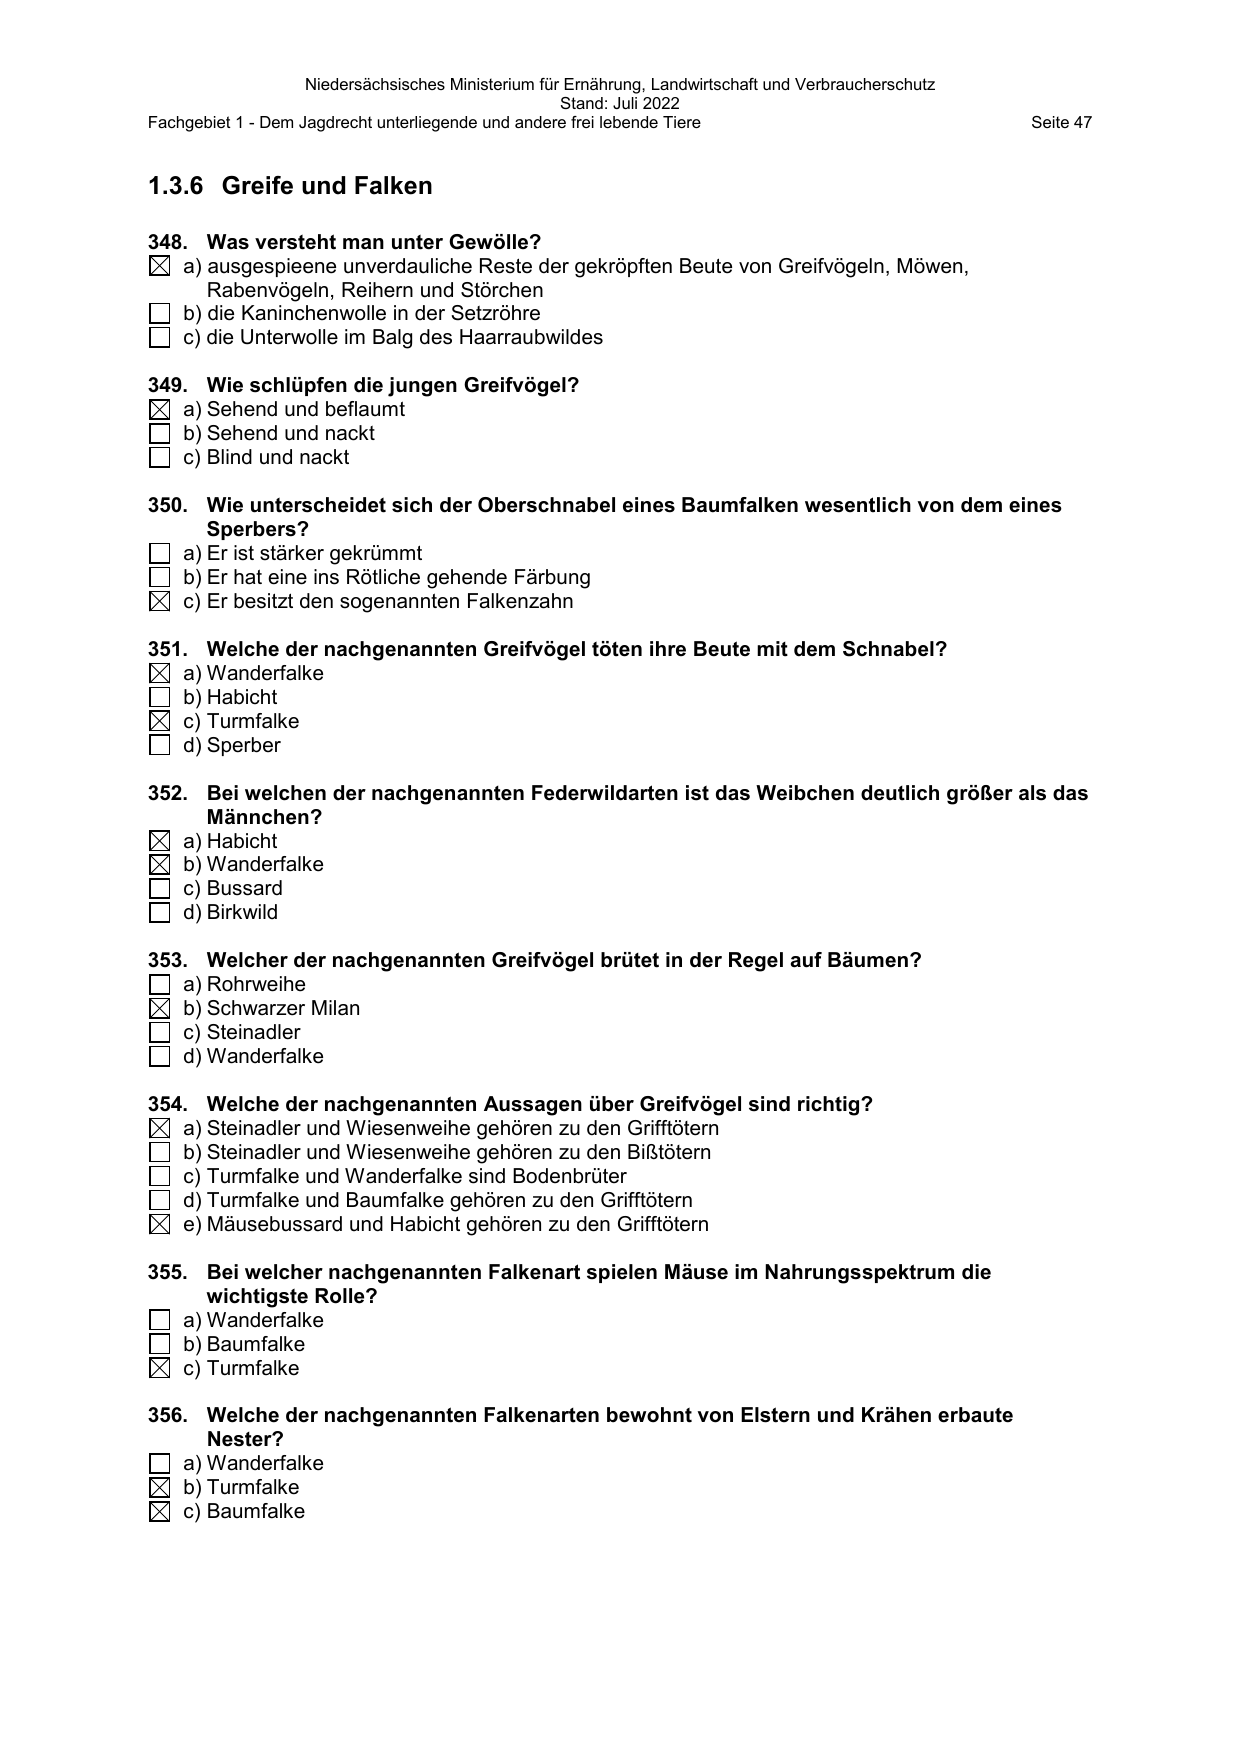 Niedersächsisches Ministerium für Ernährung, Landwirtschaft und Verbraucherschutz
Stand: Juli 2022
Fachgebiet 1 - Dem Jagdrecht unterliegende und andere frei lebende Tiere Seite 47
1.3.6 Greife und Falken
348. Was versteht man unter Gewölle?
☒ a) ausgespieene unverdauliche Reste der gekröpften Beute von Greifvögeln, Möwen,
Rabenvögeln, Reihern und Störchen
☐ b) die Kaninchenwolle in der Setzröhre
☐ c) die Unterwolle im Balg des Haarraubwildes
349. Wie schlüpfen die jungen Greifvögel?
☒ a) Sehend und beflaumt
☐ b) Sehend und nackt
☐ c) Blind und nackt
350. Wie unterscheidet sich der Oberschnabel eines Baumfalken wesentlich von dem eines
Sperbers?
☐ a) Er ist stärker gekrümmt
☐ b) Er hat eine ins Rötliche gehende Färbung
☒ c) Er besitzt den sogenannten Falkenzahn
351. Welche der nachgenannten Greifvögel töten ihre Beute mit dem Schnabel?
☒ a) Wanderfalke
☐ b) Habicht
☒ c) Turmfalke
☐ d) Sperber
352. Bei welchen der nachgenannten Federwildarten ist das Weibchen deutlich größer als das
Männchen?
☒ a) Habicht
☒ b) Wanderfalke
☐ c) Bussard
☐ d) Birkwild
353. Welcher der nachgenannten Greifvögel brütet in der Regel auf Bäumen?
☐ a) Rohrweihe
☒ b) Schwarzer Milan
☐ c) Steinadler
☐ d) Wanderfalke
354. Welche der nachgenannten Aussagen über Greifvögel sind richtig?
☒ a) Steinadler und Wiesenweihe gehören zu den Grifftötern
☐ b) Steinadler und Wiesenweihe gehören zu den Bißtötern
☐ c) Turmfalke und Wanderfalke sind Bodenbrüter
☐ d) Turmfalke und Baumfalke gehören zu den Grifftötern
☒ e) Mäusebussard und Habicht gehören zu den Grifftötern
355. Bei welcher nachgenannten Falkenart spielen Mäuse im Nahrungsspektrum die
wichtigste Rolle?
☐ a) Wanderfalke
☐ b) Baumfalke
☒ c) Turmfalke
356. Welche der nachgenannten Falkenarten bewohnt von Elstern und Krähen erbaute
Nester?
☐ a) Wanderfalke
☒ b) Turmfalke
☒ c) Baumfalke